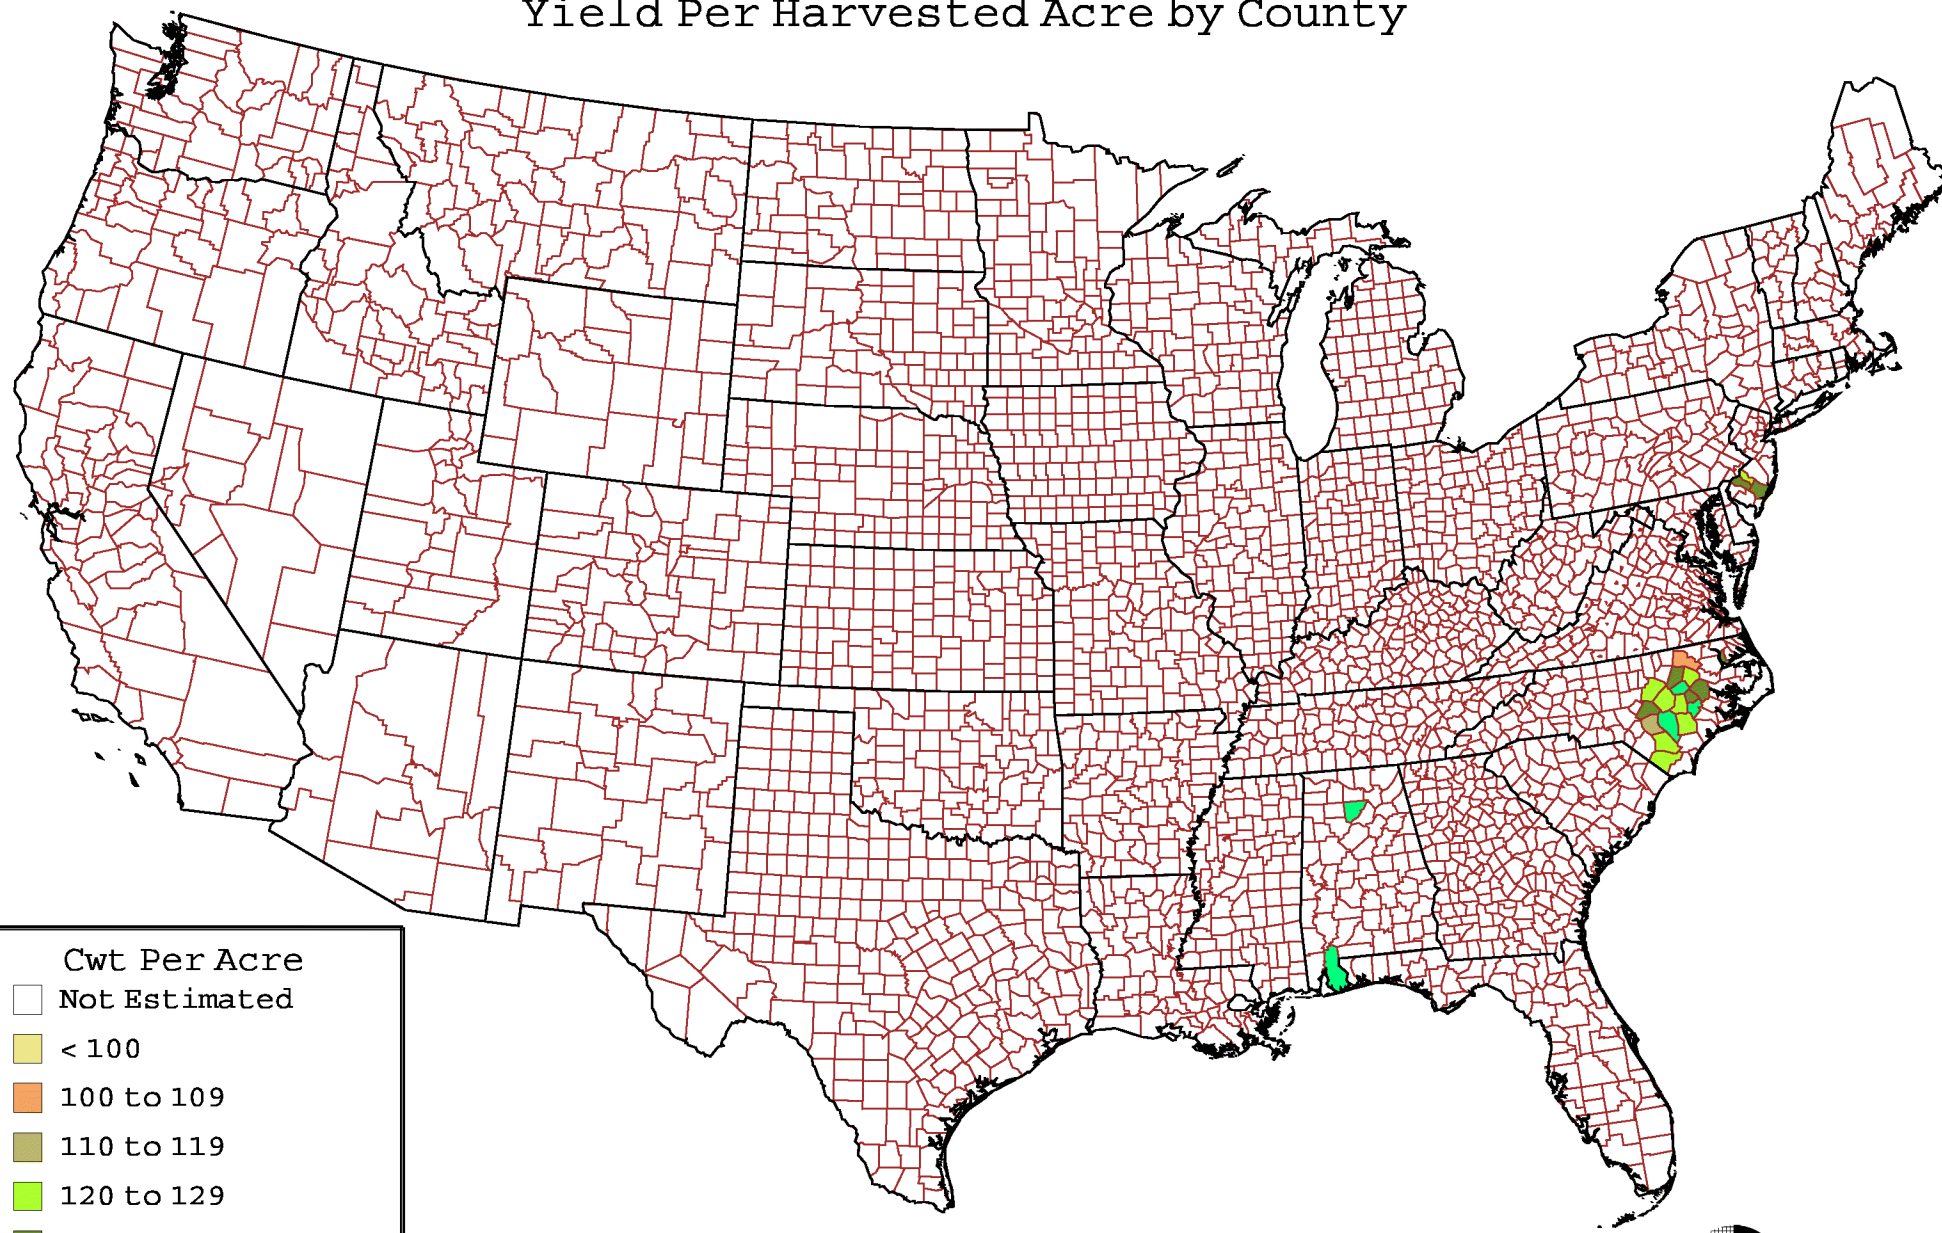 Yield Per Harvested Acre by County
Cwt Per Acre
Not Estimated
< 100
100 to 109
110 to 119
120 to 129